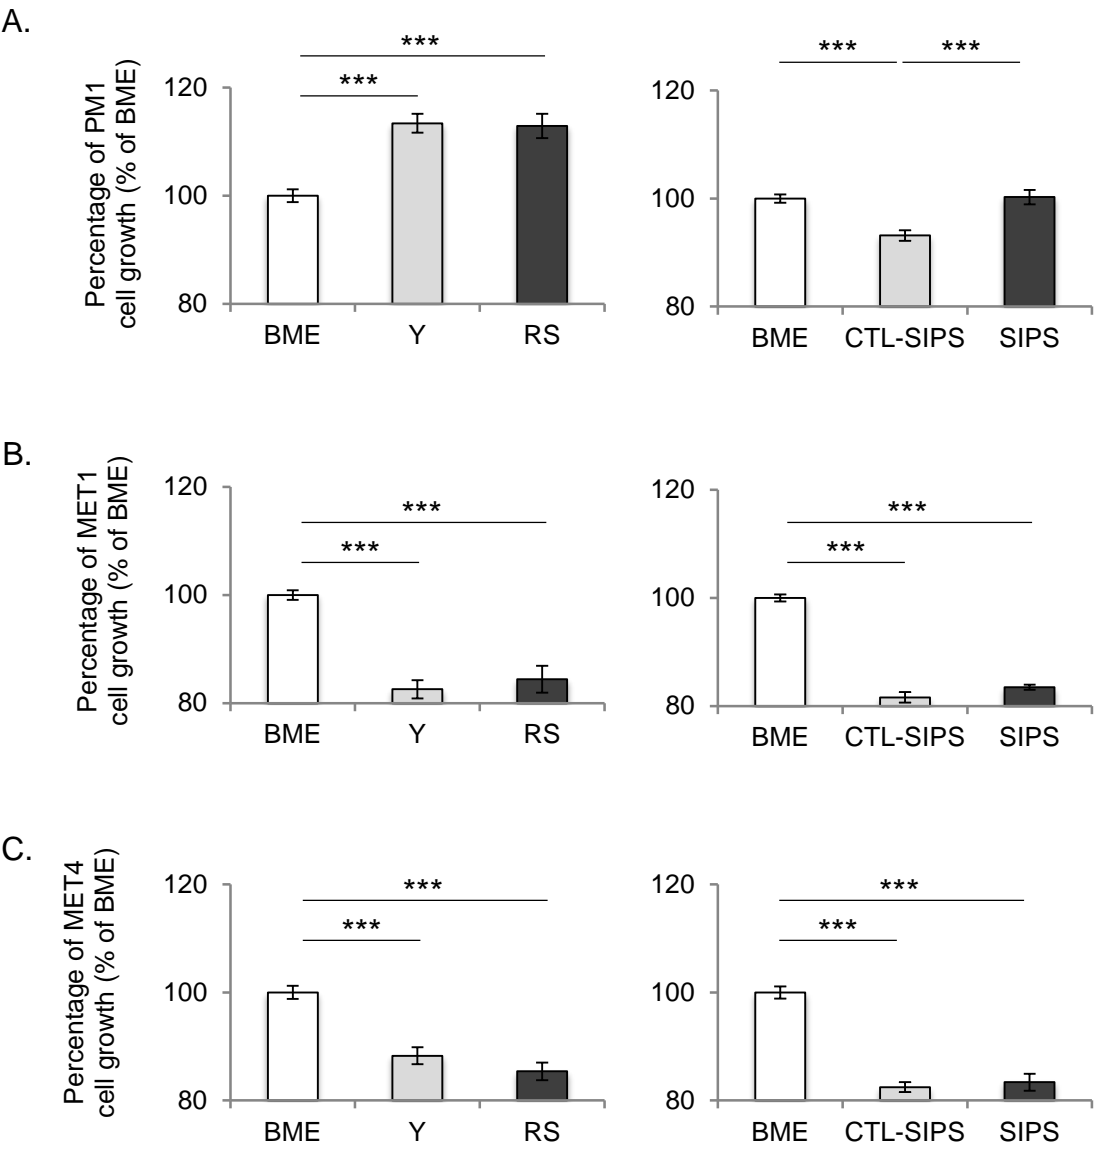 A.
Percentage of PM1
cell growth (% of BME)
120
100
80
***
***
BME Y RS
120
100
80
*** ***
BME CTL-SIPS SIPS
B.
Percentage of MET1
cell growth (% of BME)
120
100
80
***
***
BME Y RS
120
100
80
***
***
BME CTL-SIPS SIPS
C.
Percentage of MET4
cell growth (% of BME)
120
100
80
***
***
BME Y RS
120
100
80
***
***
BME CTL-SIPS SIPS